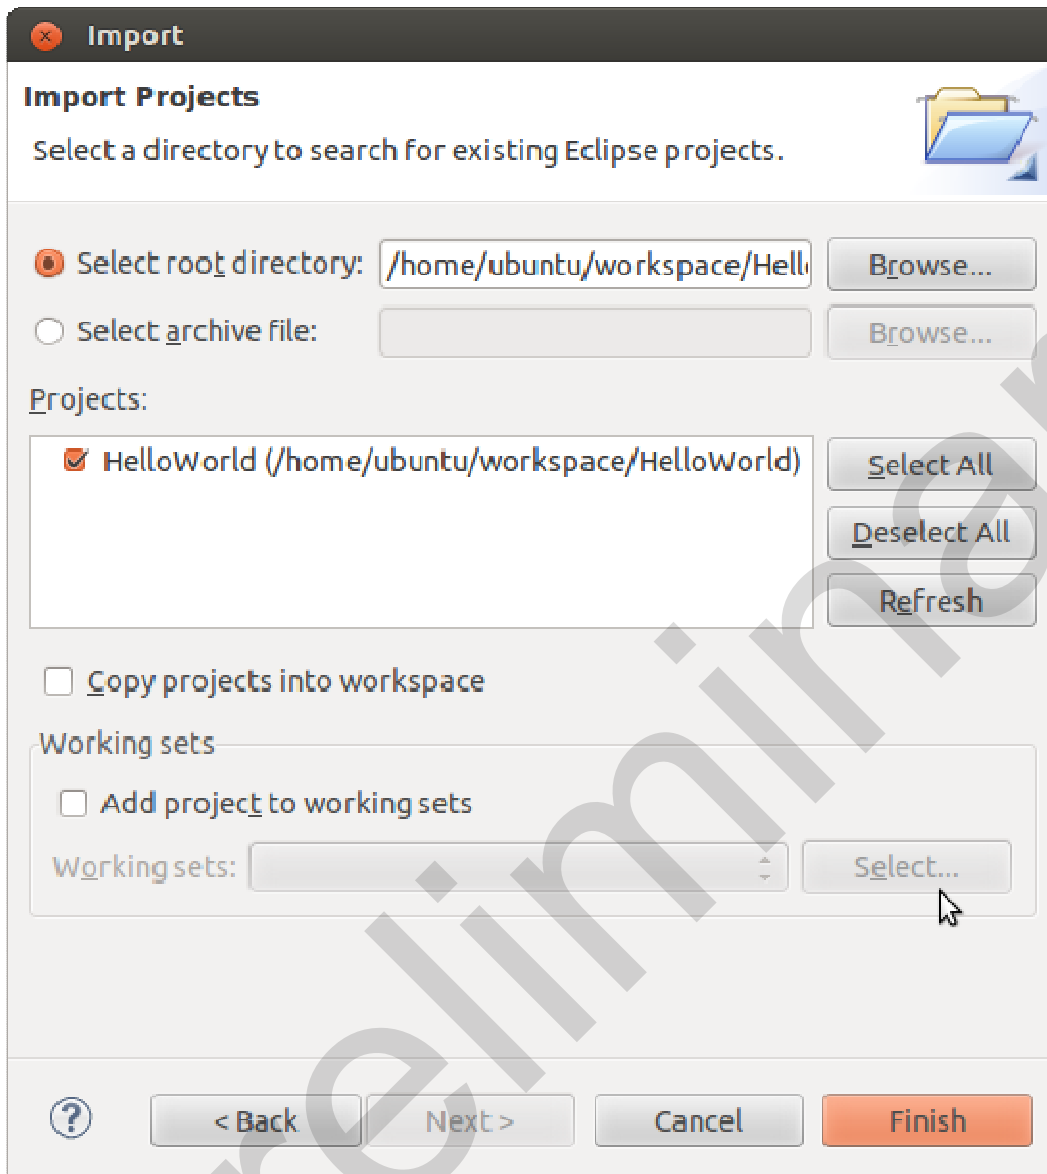 Import
Import Projects
Select a directory to search for existing Eclipse projects.
Select root directory: /home/ubuntu/workspace/Hell Browse...
Select archive file: Browse...
Projects:
HelloWorld (/home/ubuntu/workspace/HelloWorld)
Select All
Deselect All
Refresh
Copy projects into workspace
Working sets
Add project to working sets
Working sets: Select...
? < Back Next > Cancel Finish
relimina